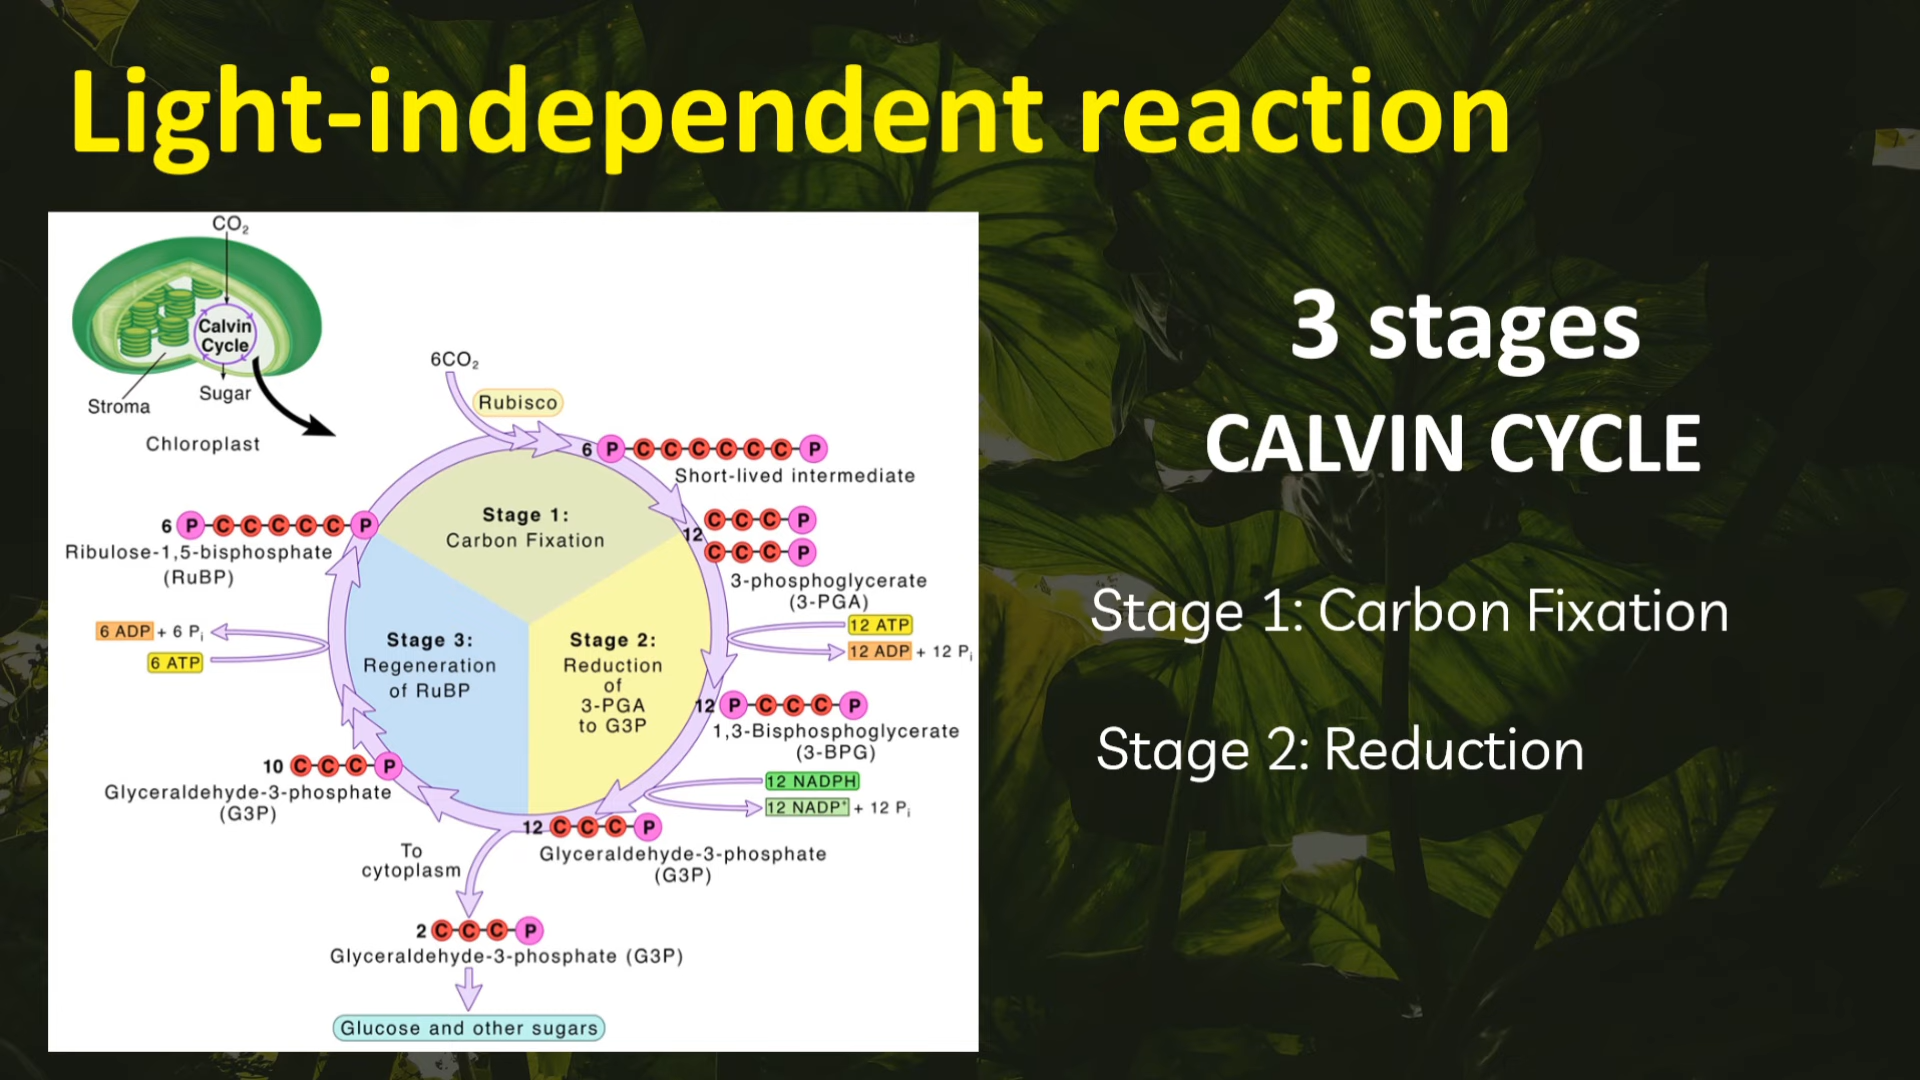 Light-independent reaction
CO₂
Calvin
Cycle
Stroma
Sugar
Chloroplast
6CO₂
Rubisco
6 P-C-C-C-C-C-C-P
Short-lived intermediate
Stage 1:
Carbon Fixation
6 P-C-C-C-C-C-P
Ribulose-1,5-bisphosphate
(RuBP)
12
C-C-C-P
C-C-C-P
3-phosphoglycerate
(3-PGA)
6 ADP + 6 Pᵢ
6 ATP
Stage 3:
Regeneration
of RuBP
Stage 2:
Reduction
of
3-PGA
to G3P
12 ATP
12 ADP + 12 Pᵢ
12 P-C-C-C-P
1,3-Bisphosphoglycerate
(3-BPG)
10 C-C-C-P
Glyceraldehyde-3-phosphate
(G3P)
12 NADPH
12 NADP⁺ + 12 Pᵢ
12 C-C-C-P
Glyceraldehyde-3-phosphate
(G3P)
To
cytoplasm
2 C-C-C-P
Glyceraldehyde-3-phosphate (G3P)
Glucose and other sugars
3 stages
CALVIN CYCLE
Stage 1: Carbon Fixation
Stage 2: Reduction